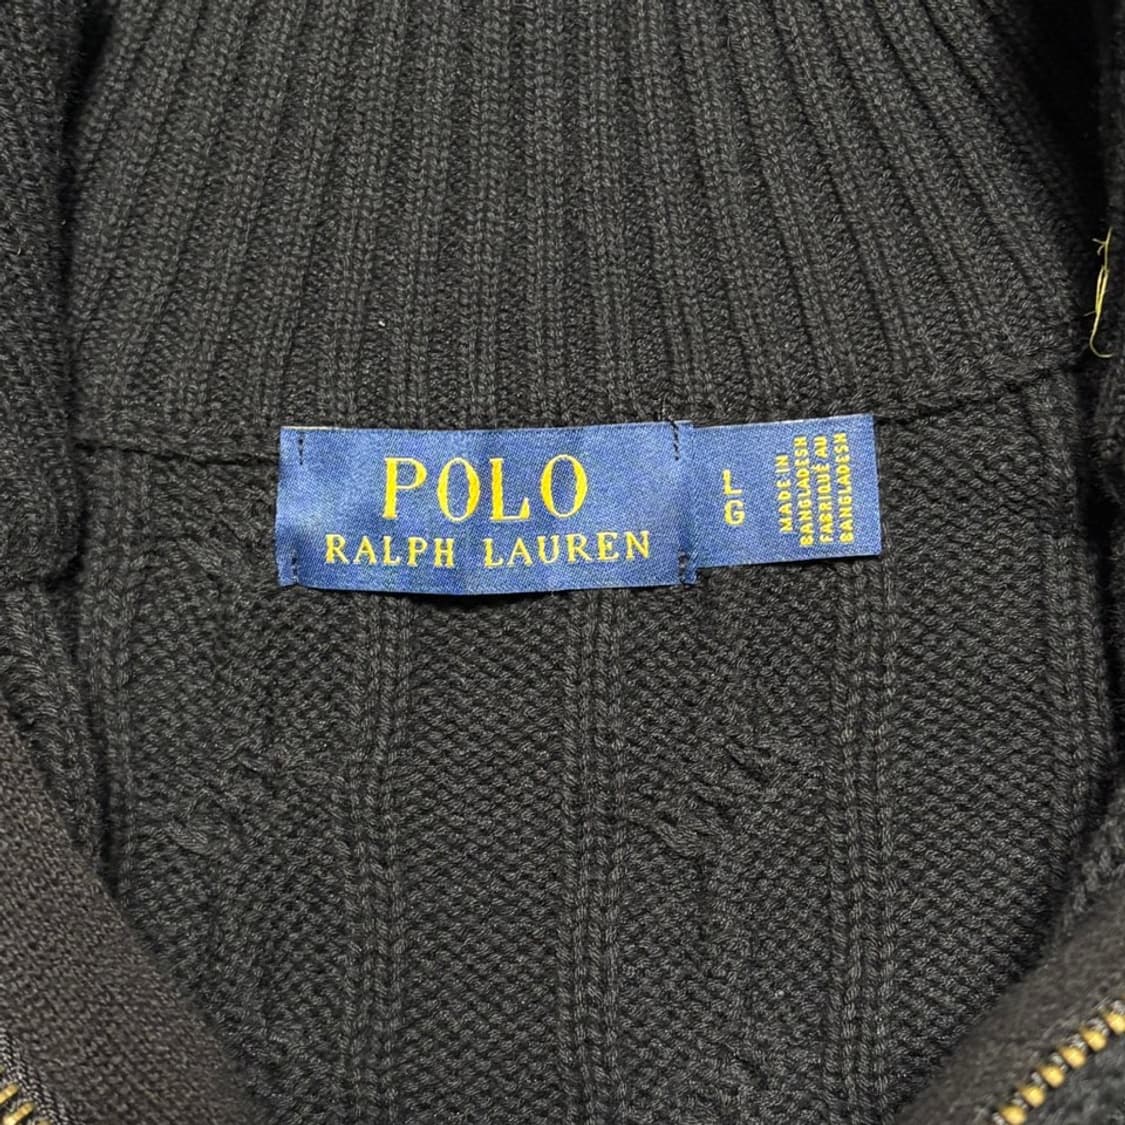 POLO
RALPH LAUREN
L
G
MADE IN
BANGLADESH
FABRIQUÉ AU
BANGLADESH